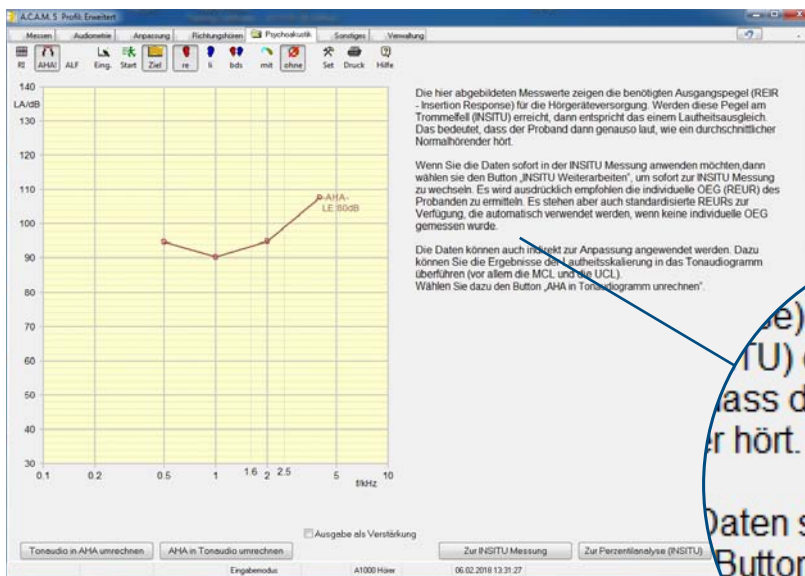 A.C.A.M. 5 Profil: Erweitert
Messen Audiometrie Anpassung Richtungshören Psychoakustik Sonstiges Verwaltung
AHA! ALF Eing. Start Ziel re li bds mit ohne Set Druck Hilfe
140
LA/dB
130
120
110
100
90
80
70
60
50
40
30
AHA-
LE:80dB
0.1 0.2 0.5 1 1.6 2 2.5 5 10
f/kHz
Die hier abgebildeten Messwerte zeigen die benötigten Ausgangspegel (REIR
- Insertion Response) für die Hörgeräteversorgung. Werden diese Pegel am
Trommelfell (INSITU) erreicht, dann entspricht das einem Lautheitsausgleich.
Das bedeutet, dass der Proband dann genauso laut, wie ein durchschnittlicher
Normalhörender hört.
Wenn Sie die Daten sofort in der INSITU Messung anwenden möchten,dann
wählen sie den Button „INSITU Weiterarbeiten", um sofort zur INSITU Messung
zu wechseln. Es wird ausdrücklich empfohlen die individuelle OEG (REUR) des
Probanden zu ermitteln. Es stehen aber auch standardisierte REURs zur
Verfügung, die automatisch verwendet werden, wenn keine individuelle OEG
gemessen wurde.
Die Daten können auch indirekt zur Anpassung angewendet werden. Dazu
können Sie die Ergebnisse der Lautheitsskalierung in das Tonaudiogramm
überführen (vor allem die MCL und die UCL).
Wählen Sie dazu den Button „AHA in Tonaudiogramm umrechnen".
se)
TU)
ass d
r hört.
Daten s
Button
Ausgabe als Verstärkung
Tonaudio in AHA umrechnen AHA in Tonaudio umrechnen Zur INSITU Messung Zur Perzentilanalyse (INSITU)
Eingabemodus A1000 Hörer 06.02.2018 13:31:27